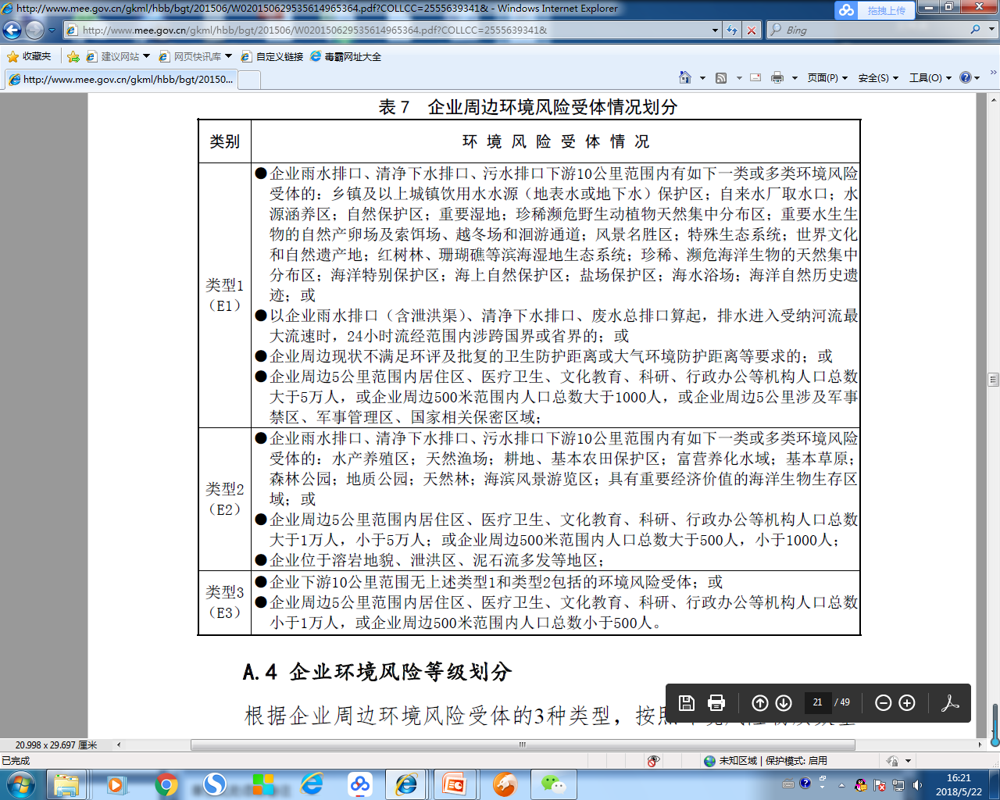 http://www.mee.gov.cn/gkml/hbb/bgt/201506/W020150629535614965364.pdf?COLLCC=2555639341& - Windows Internet Explorer
拖拽上传
http://www.mee.gov.cn/gkml/hbb/bgt/201506/W020150629535614965364.pdf?COLLCC=2555639341&
Bing
收藏夹
建议网站
网页快讯库
自定义链接
毒霸网址大全
http://www.mee.gov.cn/gkml/hbb/bgt/20150...
页面(P)
安全(S)
工具(O)
表 7 企业周边环境风险受体情况划分
类别
环 境 风 险 受 体 情 况
类型1
（E1）
●企业雨水排口、清净下水排口、污水排口下游10公里范围内有如下一类或多类环境风险
受体的：乡镇及以上城镇饮用水水源（地表水或地下水）保护区；自来水厂取水口；水
源涵养区；自然保护区；重要湿地；珍稀濒危野生动植物天然集中分布区；重要水生生
物的自然产卵场及索饵场、越冬场和洄游通道；风景名胜区；特殊生态系统；世界文化
和自然遗产地；红树林、珊瑚礁等滨海湿地生态系统；珍稀、濒危海洋生物的天然集中
分布区；海洋特别保护区；海上自然保护区；盐场保护区；海水浴场；海洋自然历史遗
迹；或
●以企业雨水排口（含泄洪渠）、清净下水排口、废水总排口算起，排水进入受纳河流最
大流速时，24小时流经范围内涉跨国界或省界的；或
●企业周边现状不满足环评及批复的卫生防护距离或大气环境防护距离等要求的；或
●企业周边5公里范围内居住区、医疗卫生、文化教育、科研、行政办公等机构人口总数
大于5万人，或企业周边500米范围内人口总数大于1000人，或企业周边5公里涉及军事
禁区、军事管理区、国家相关保密区域；
类型2
（E2）
●企业雨水排口、清净下水排口、污水排口下游10公里范围内有如下一类或多类环境风险
受体的：水产养殖区；天然渔场；耕地、基本农田保护区；富营养化水域；基本草原；
森林公园；地质公园；天然林；海滨风景游览区；具有重要经济价值的海洋生物生存区
域；或
●企业周边5公里范围内居住区、医疗卫生、文化教育、科研、行政办公等机构人口总数
大于1万人，小于5万人；或企业周边500米范围内人口总数大于500人，小于1000人；
●企业位于溶岩地貌、泄洪区、泥石流多发等地区；
类型3
（E3）
●企业下游10公里范围无上述类型1和类型2包括的环境风险受体；或
●企业周边5公里范围内居住区、医疗卫生、文化教育、科研、行政办公等机构人口总数
小于1万人，或企业周边500米范围内人口总数小于500人。
A.4 企业环境风险等级划分
根据企业周边环境风险受体的3种类型，按照
21 / 49
20.998 x 29.697 厘米
已完成
未知区域 | 保护模式: 启用
16:21
2018/5/22